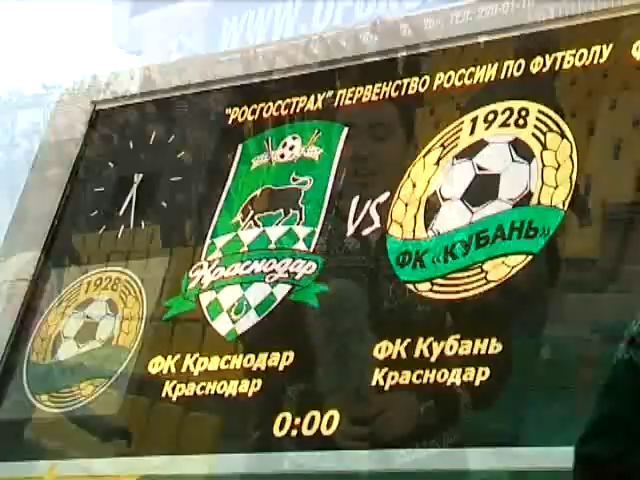 "РОСГОССТРАХ" ПЕРВЕНСТВО РОССИИ ПО ФУТБОЛУ
1928
VS
ФК «КУБАНЬ»
Краснодар
1928
ФК Краснодар
Краснодар
ФК Кубань
Краснодар
0:00